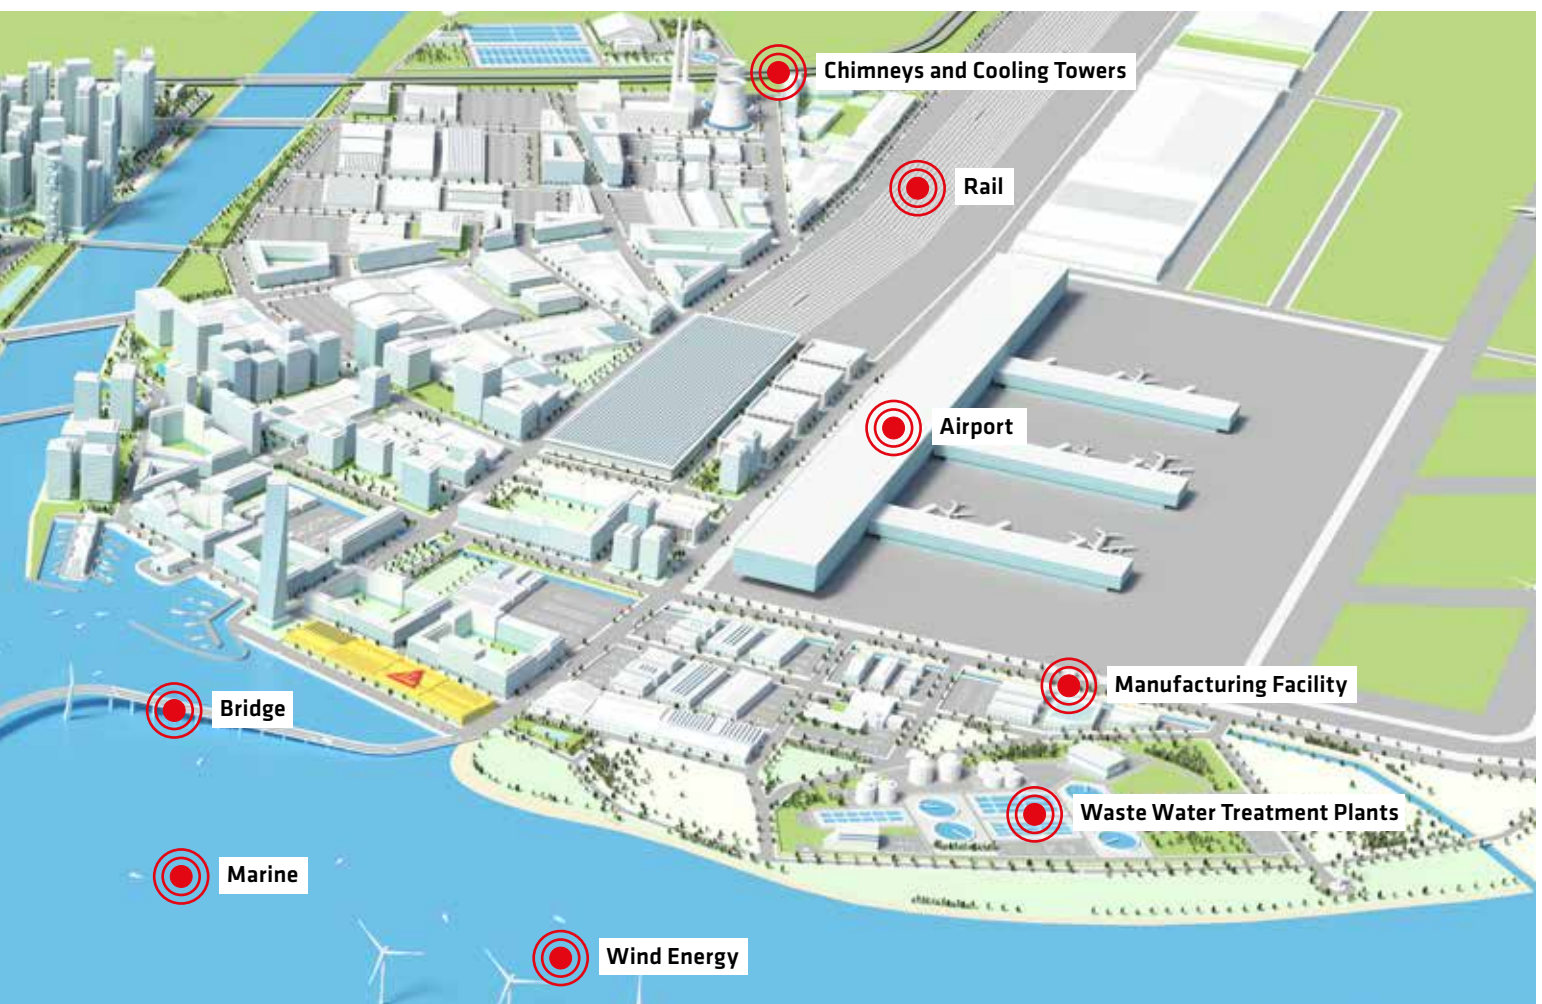 Chimneys and Cooling Towers
Rail
Airport
Manufacturing Facility
Bridge
Waste Water Treatment Plants
Marine
Wind Energy